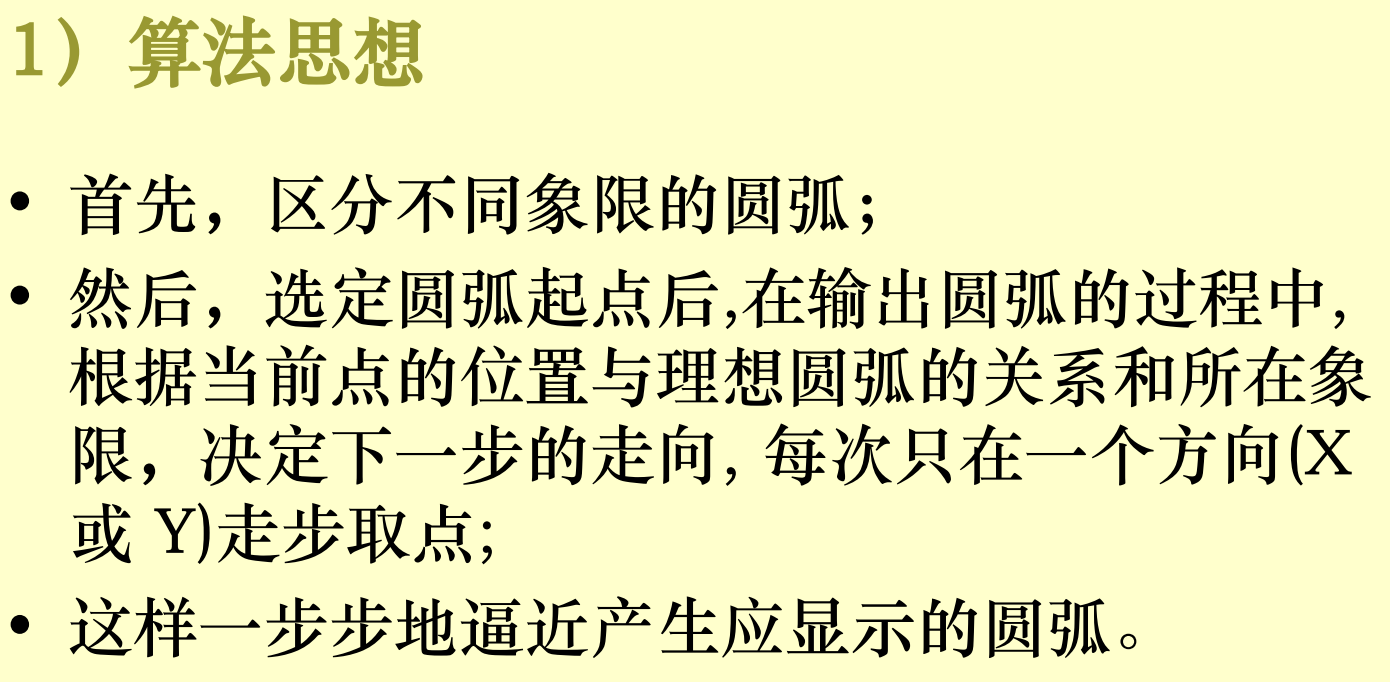 1）算法思想
• 首先，区分不同象限的圆弧；
• 然后，选定圆弧起点后,在输出圆弧的过程中,
根据当前点的位置与理想圆弧的关系和所在象
限，决定下一步的走向, 每次只在一个方向(X
或 Y)走步取点;
• 这样一步步地逼近产生应显示的圆弧。